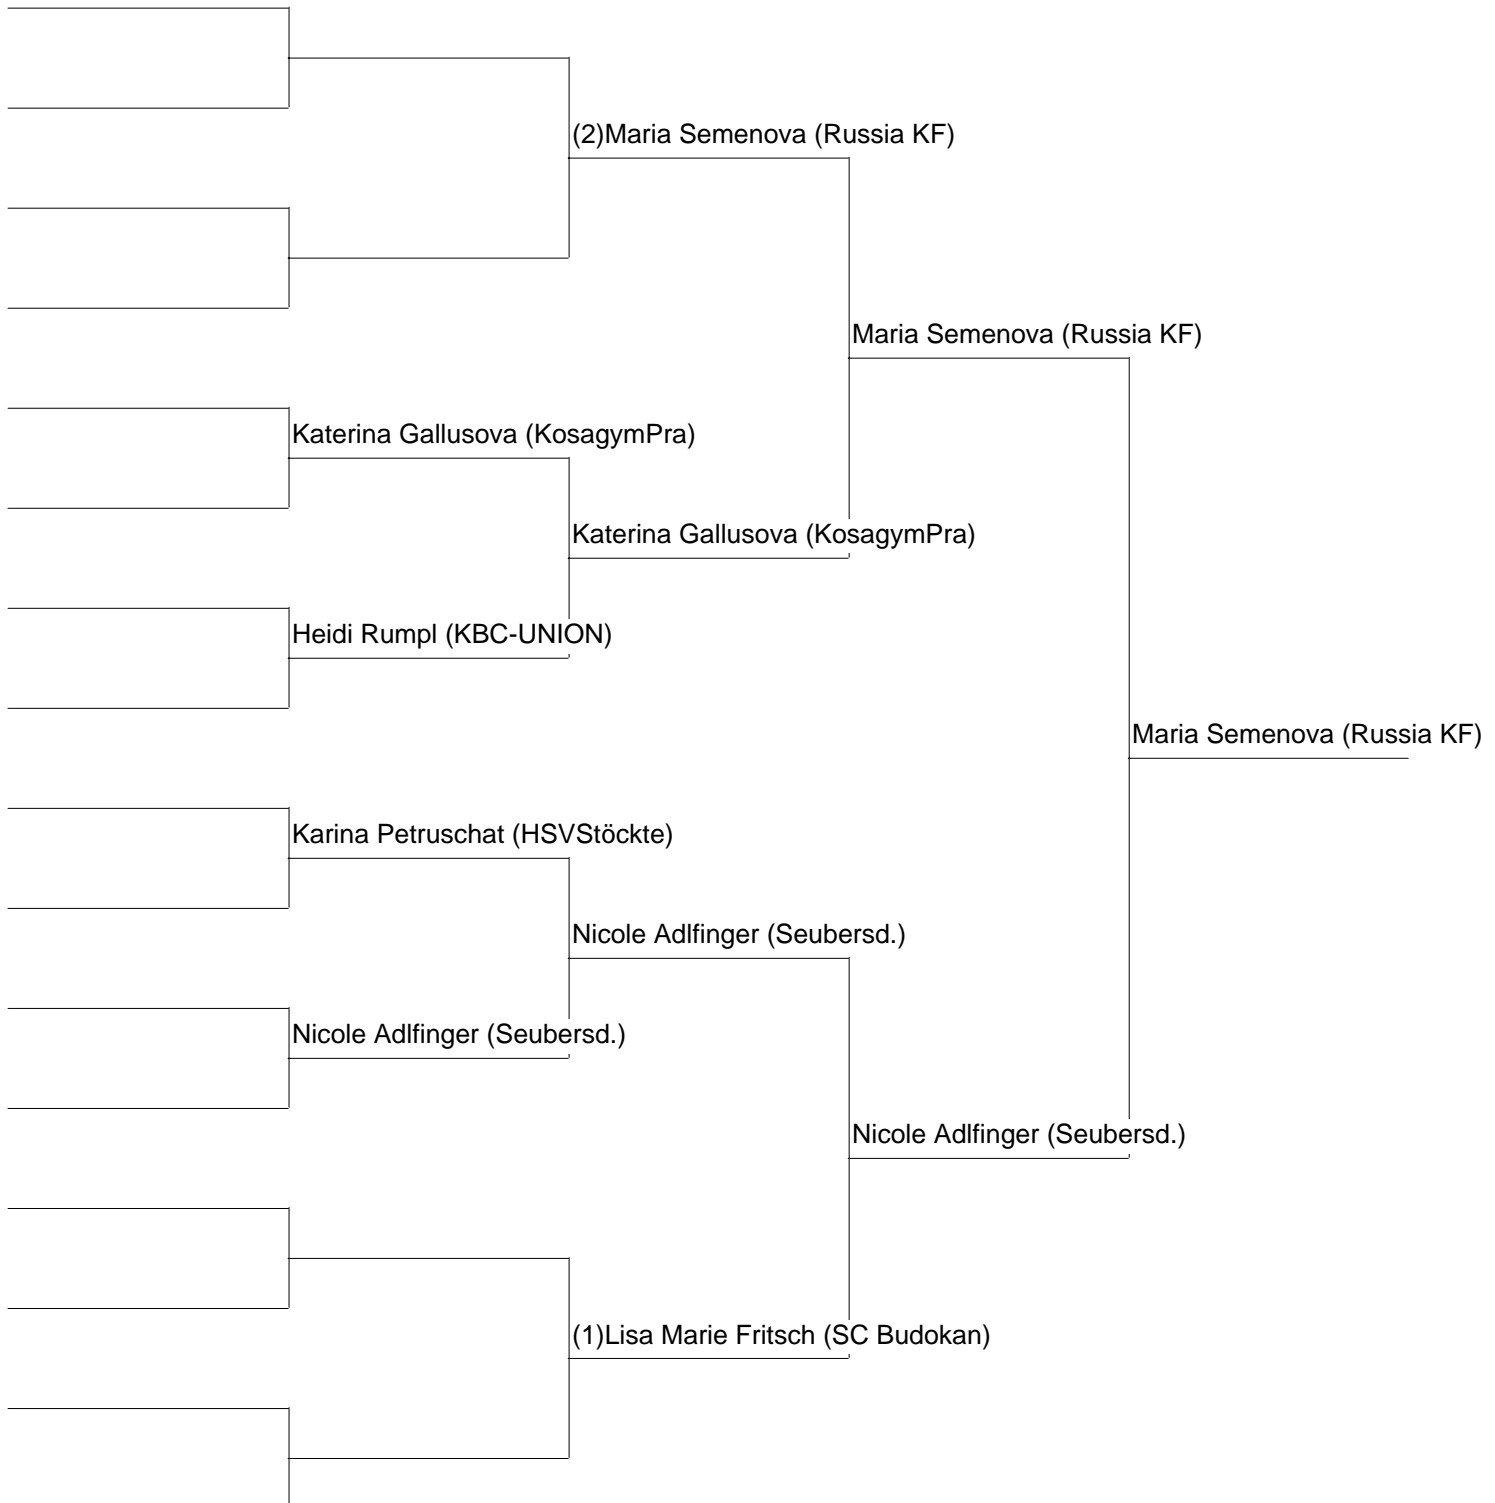 (2)Maria Semenova (Russia KF)
Maria Semenova (Russia KF)
Katerina Gallusova (KosagymPra)
Katerina Gallusova (KosagymPra)
Heidi Rumpl (KBC-UNION)
Maria Semenova (Russia KF)
Karina Petruschat (HSVStöckte)
Nicole Adlfinger (Seubersd.)
Nicole Adlfinger (Seubersd.)
Nicole Adlfinger (Seubersd.)
(1)Lisa Marie Fritsch (SC Budokan)